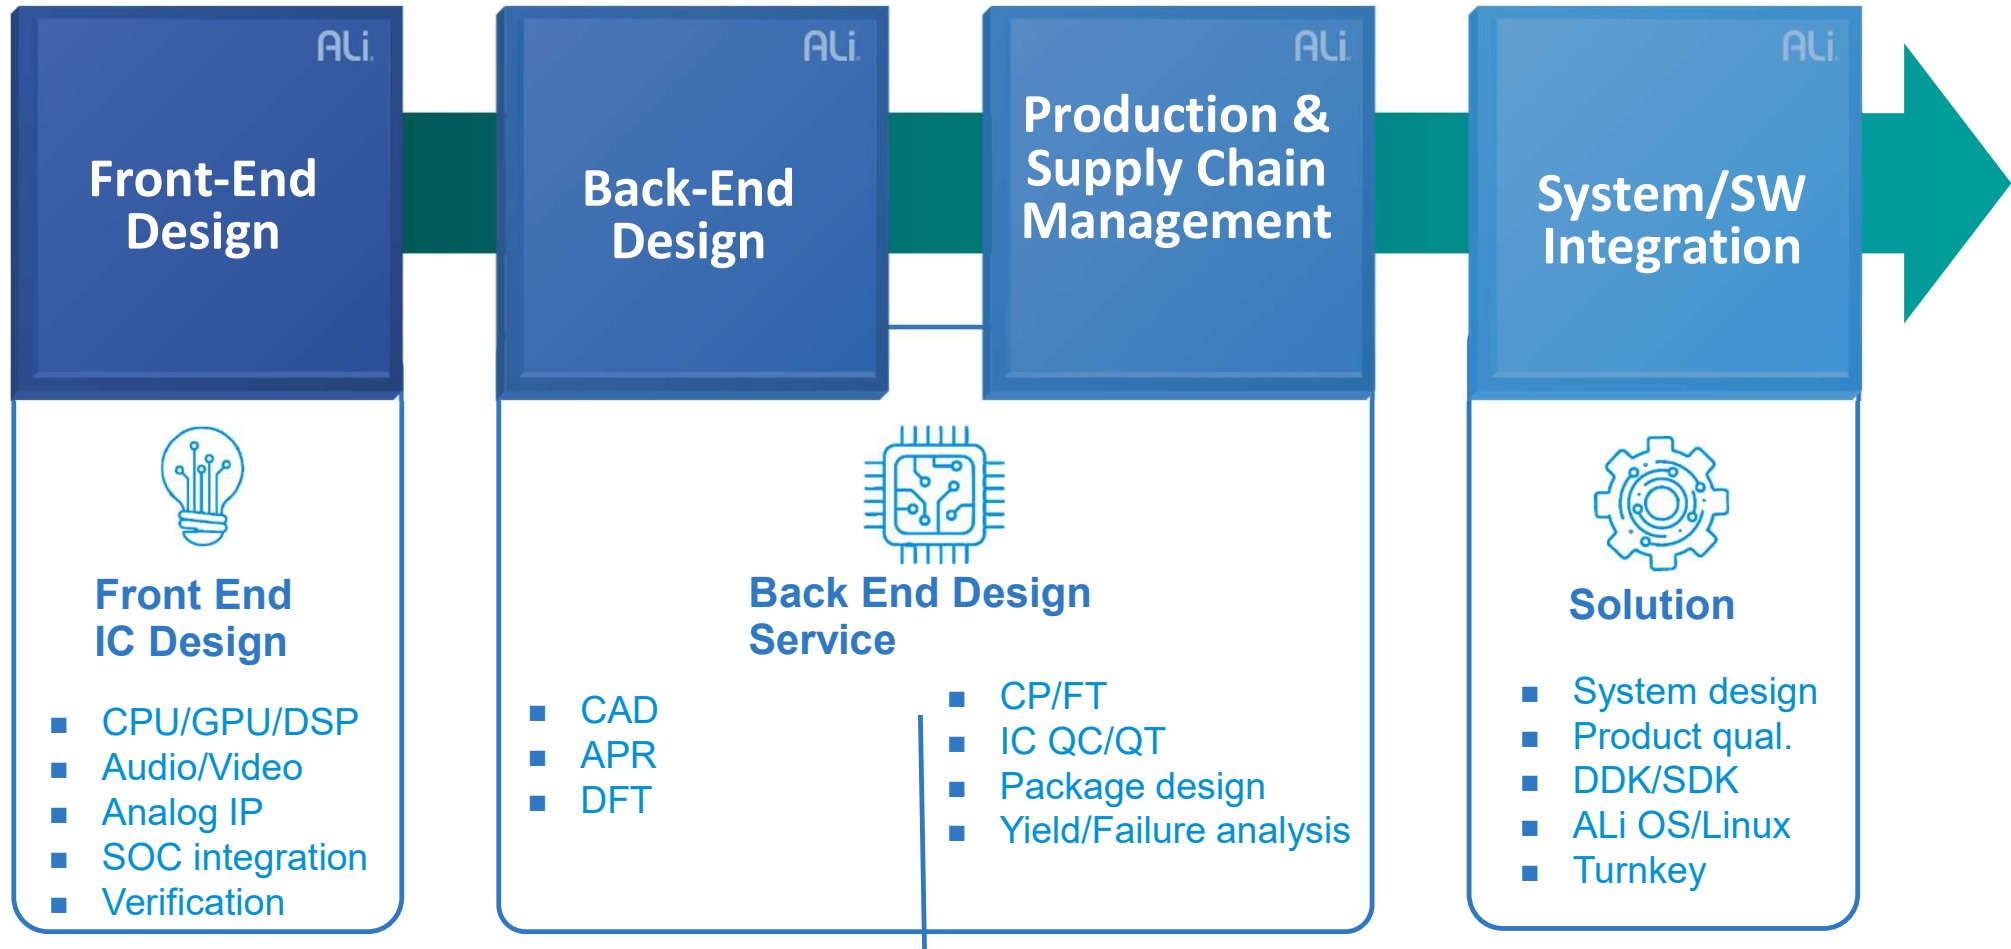 ALi
Front-End
Design
ALi
Back-End
Design
ALi
Production &
Supply Chain
Management
ALi
System/SW
Integration
Front End
IC Design
CPU/GPU/DSP
Audio/Video
Analog IP
SOC integration
Verification
Back End Design
Service
CAD
APR
DFT
CP/FT
IC QC/QT
Package design
Yield/Failure analysis
Solution
System design
Product qual.
DDK/SDK
ALi OS/Linux
Turnkey